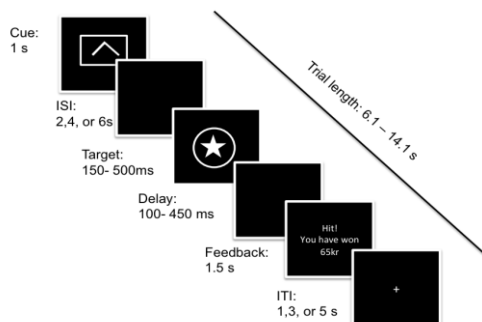 Cue:
1 s
ISI:
2,4, or 6s
Target:
150- 500ms
Delay:
100- 450 ms
Feedback:
1.5 s
Hit!
You have won
65kr
ITI:
1,3, or 5 s
+
Trial length: 6.1 – 14.1 s